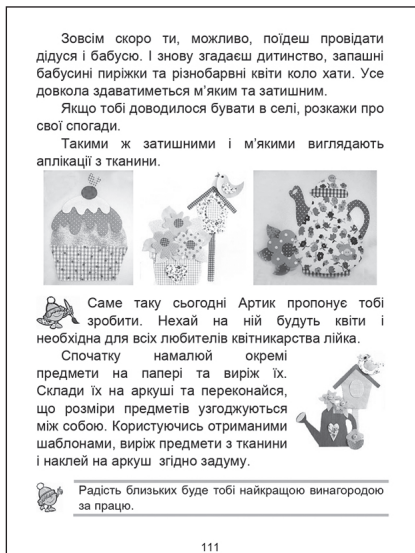 Зовсім скоро ти, можливо, поїдеш провідати
дідуся і бабусю. І знову згадаєш дитинство, запашні
бабусині пиріжки та різнобарвні квіти коло хати. Усе
довкола здаватиметься м’яким та затишним.
Якщо тобі доводилося бувати в селі, розкажи про
свої спогади.
Такими ж затишними і м’якими виглядають
аплікації з тканини.
Саме таку сьогодні Артик пропонує тобі
зробити. Нехай на ній будуть квіти і
необхідна для всіх любителів квітникарства лійка.
Спочатку намалюй окремі
предмети на папері та виріж їх.
Склади їх на аркуші та переконайся,
що розміри предметів узгоджуються
між собою. Користуючись отриманими
шаблонами, виріж предмети з тканини
і наклей на аркуш згідно задуму.
Радість близьких буде тобі найкращою винагородою
за працю.
111